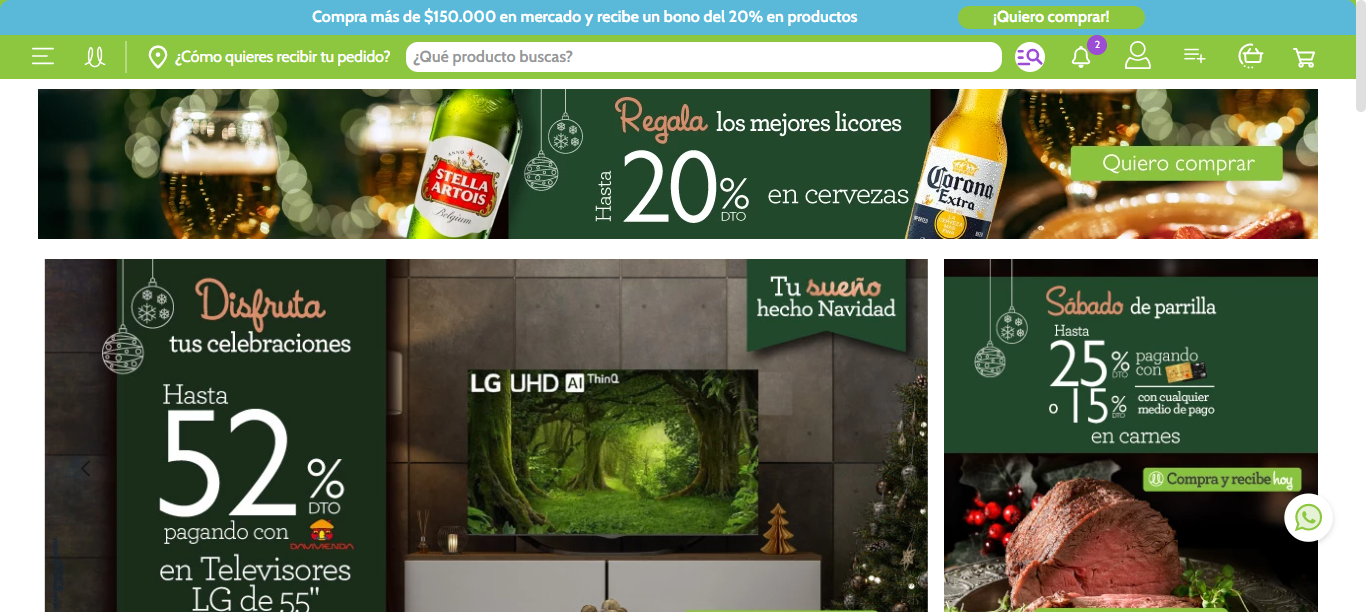 Compra más de $150.000 en mercado y recibe un bono del 20% en productos
¡Quiero comprar!
¿Cómo quieres recibir tu pedido?
¿Qué producto buscas?
2
Regala los mejores licores
Hasta
20%
DTO
en cervezas
Quiero comprar
ANNO 1366
STELLA
ARTOIS
Belgium
Corona
Extra
Disfruta
tus celebraciones
Hasta
52%
DTO
pagando con
DAVIVIENDA
en Televisores
LG de 55"
Tu sueño
hecho Navidad
LG UHD AI ThinQ
Sábado de parrilla
Hasta
25%
DTO
pagando
con
o 15%
DTO
con cualquier
medio de pago
en carnes
Compra y recibe hoy